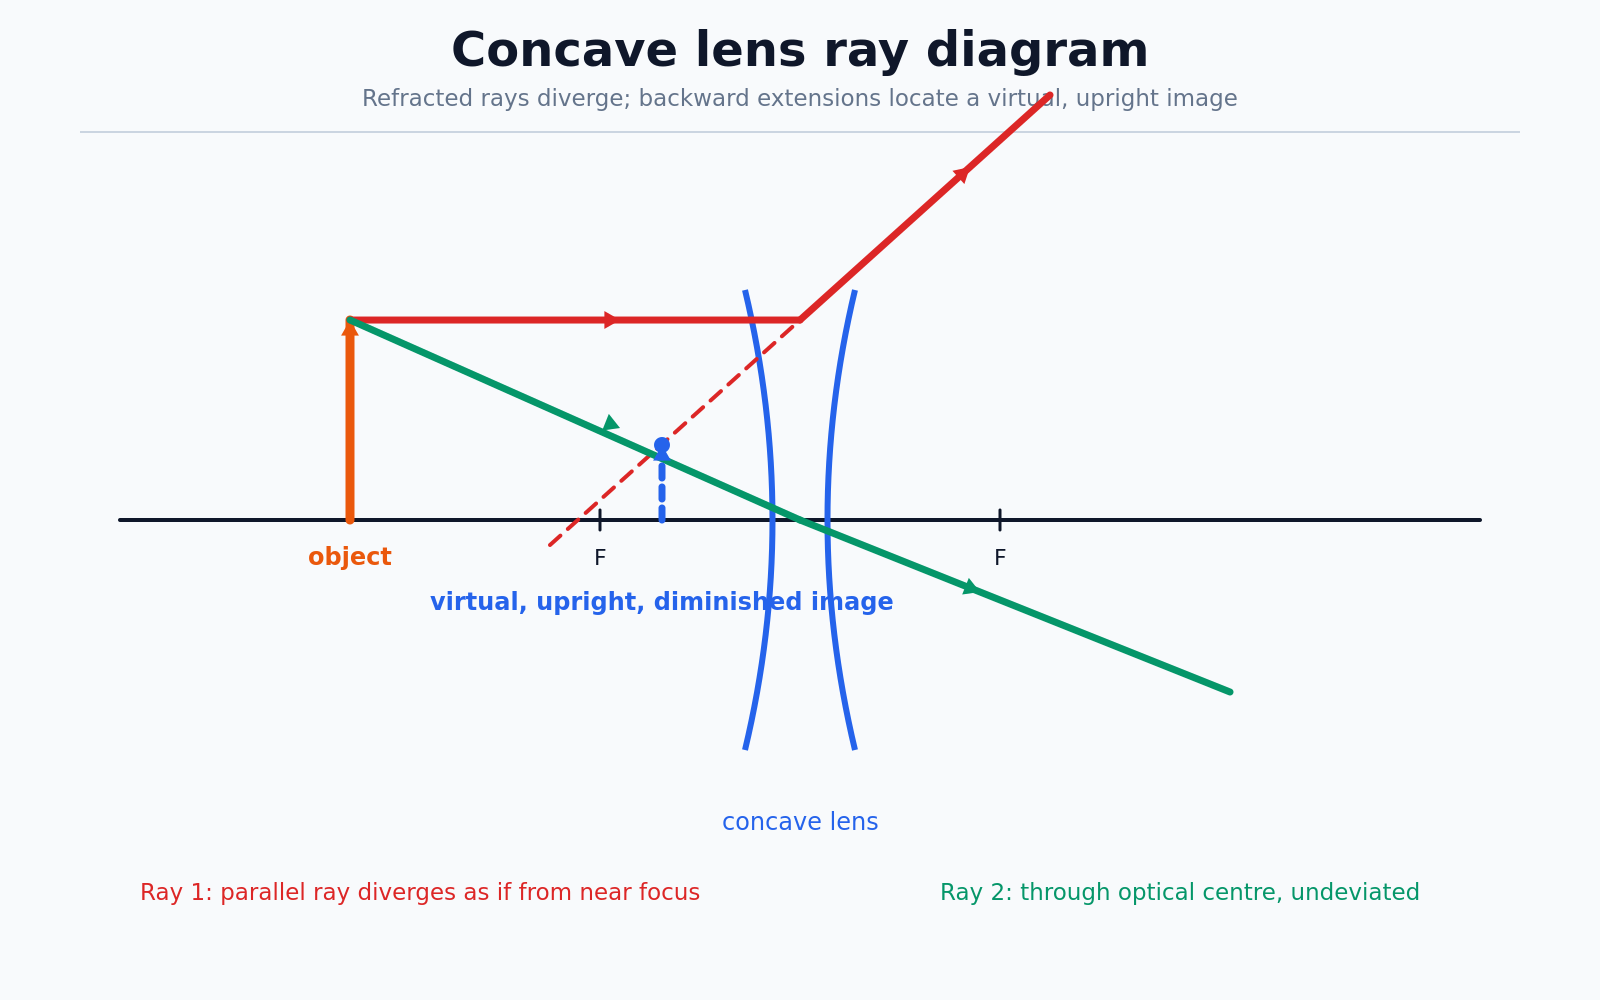 Concave lens ray diagram
Refracted rays diverge; backward extensions locate a virtual, upright image
object
F
F
virtual, upright, diminished image
concave lens
Ray 1: parallel ray diverges as if from near focus
Ray 2: through optical centre, undeviated